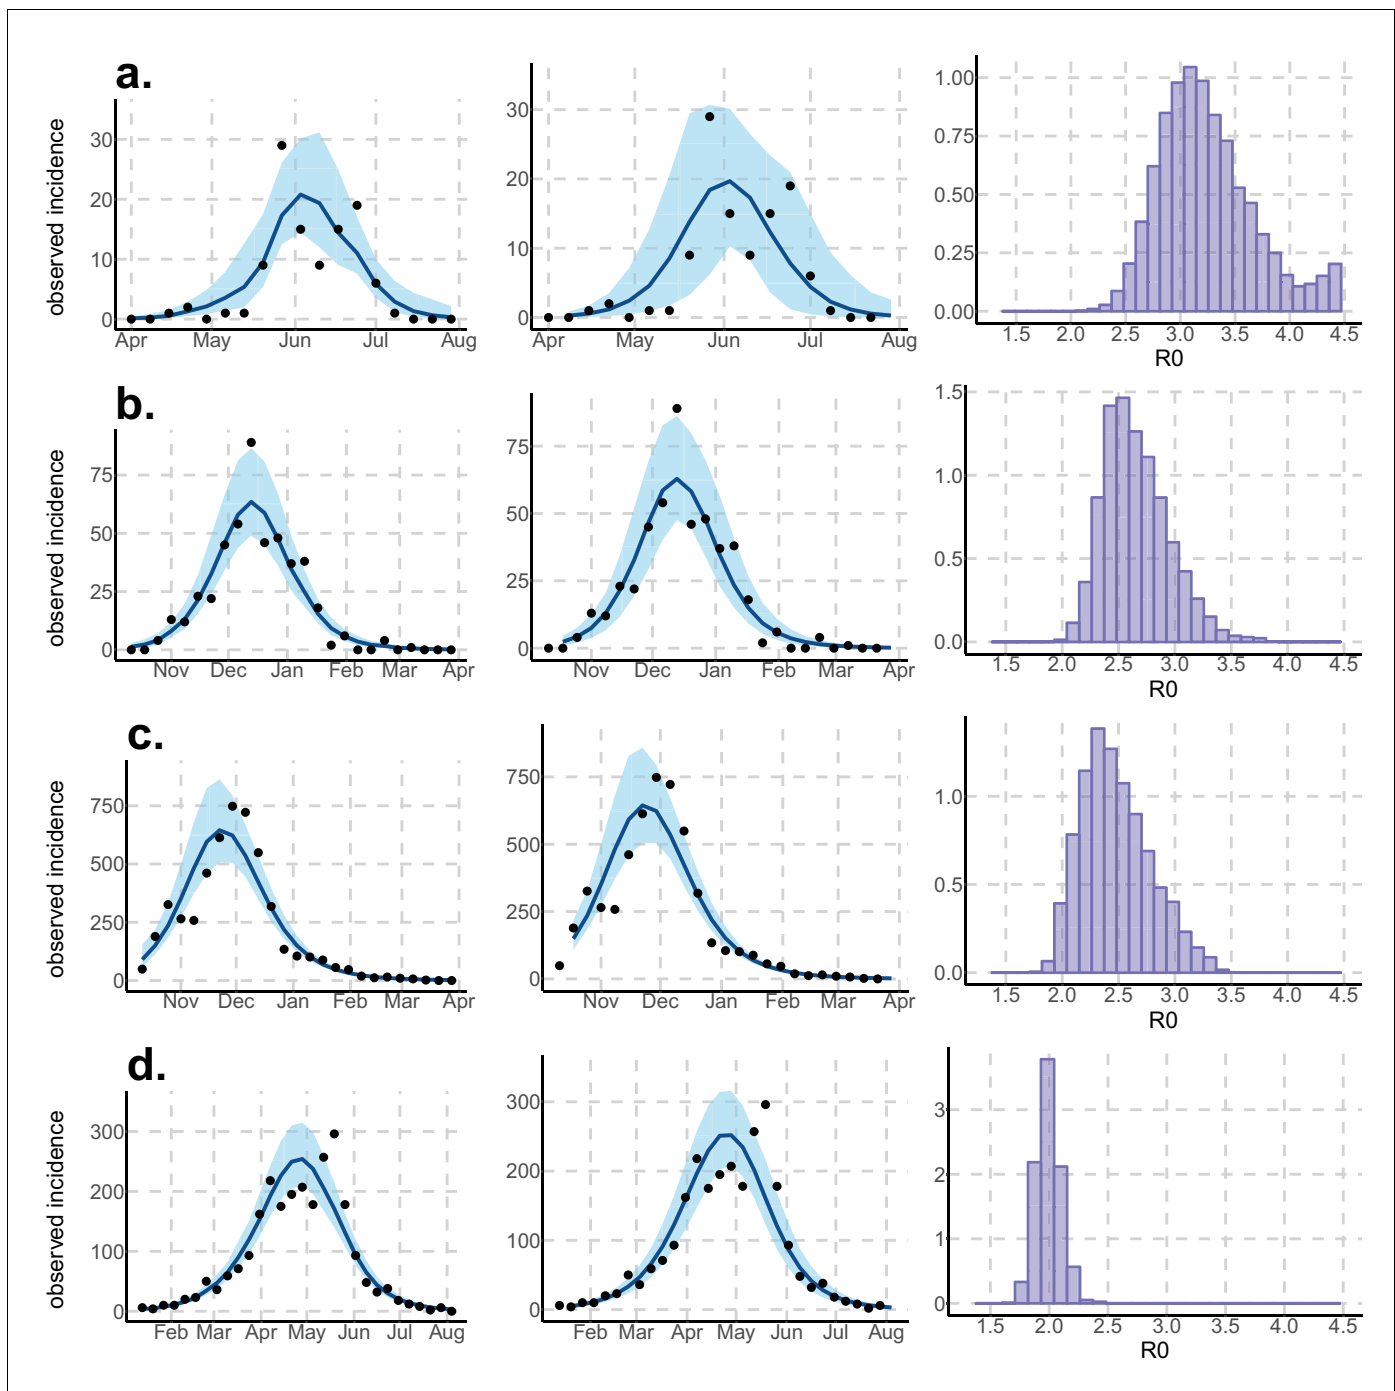 a.
observed incidence
30
20
10
0
Apr May Jun Jul Aug
30
20
10
0
Apr May Jun Jul Aug
1.00
0.75
0.50
0.25
0.00
1.5 2.0 2.5 3.0 3.5 4.0 4.5
R0
b.
observed incidence
75
50
25
0
Nov Dec Jan Feb Mar Apr
75
50
25
0
Nov Dec Jan Feb Mar Apr
1.5
1.0
0.5
0.0
1.5 2.0 2.5 3.0 3.5 4.0 4.5
R0
c.
observed incidence
750
500
250
0
Nov Dec Jan Feb Mar Apr
750
500
250
0
Nov Dec Jan Feb Mar Apr
1.0
0.5
0.0
1.5 2.0 2.5 3.0 3.5 4.0 4.5
R0
d.
observed incidence
300
200
100
0
Feb Mar Apr May Jun Jul Aug
300
200
100
0
Feb Mar Apr May Jun Jul Aug
3
2
1
0
1.5 2.0 2.5 3.0 3.5 4.0 4.5
R0